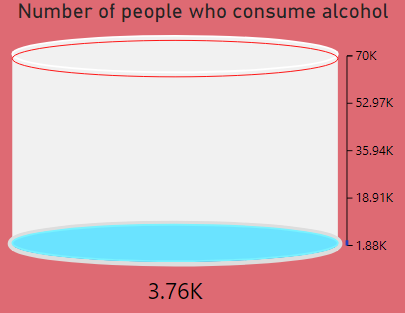 Number of people who consume alcohol
70K
52.97K
35.94K
18.91K
1.88K
3.76K